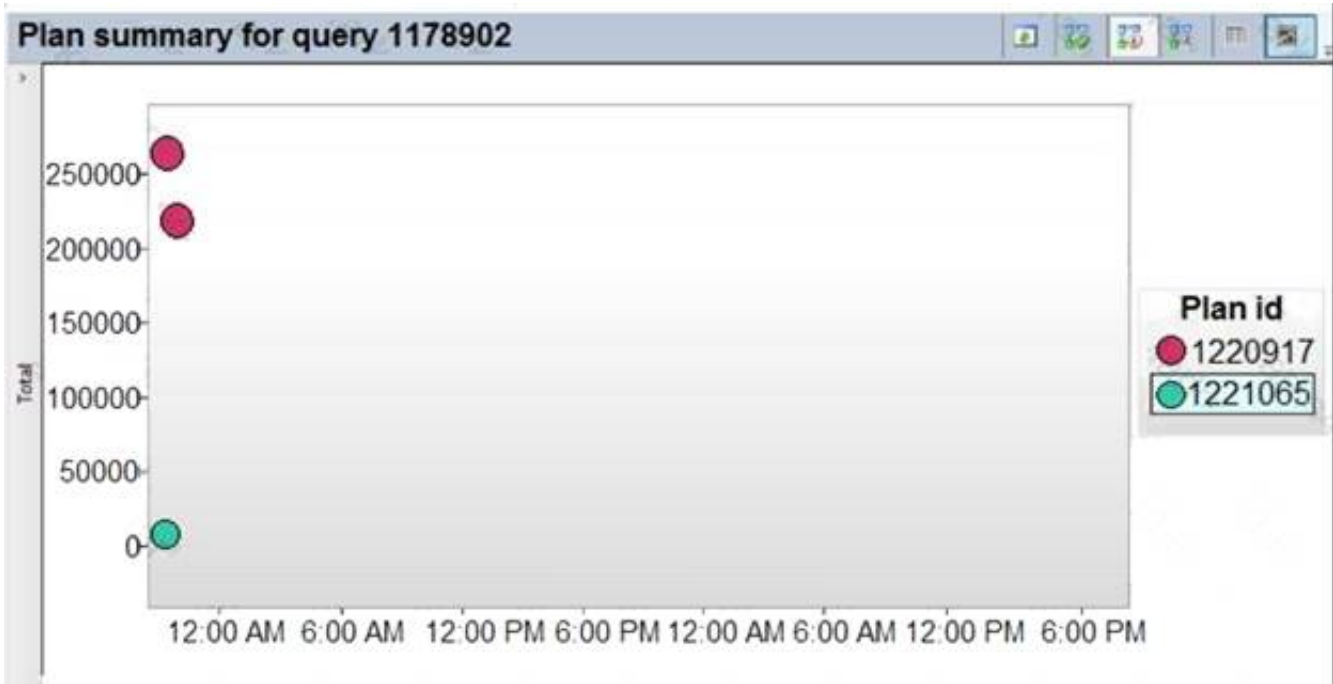 Plan summary for query 1178902
250000
200000
150000
100000
50000
0
Total
12:00 AM 6:00 AM 12:00 PM 6:00 PM 12:00 AM 6:00 AM 12:00 PM 6:00 PM
Plan id
1220917
1221065